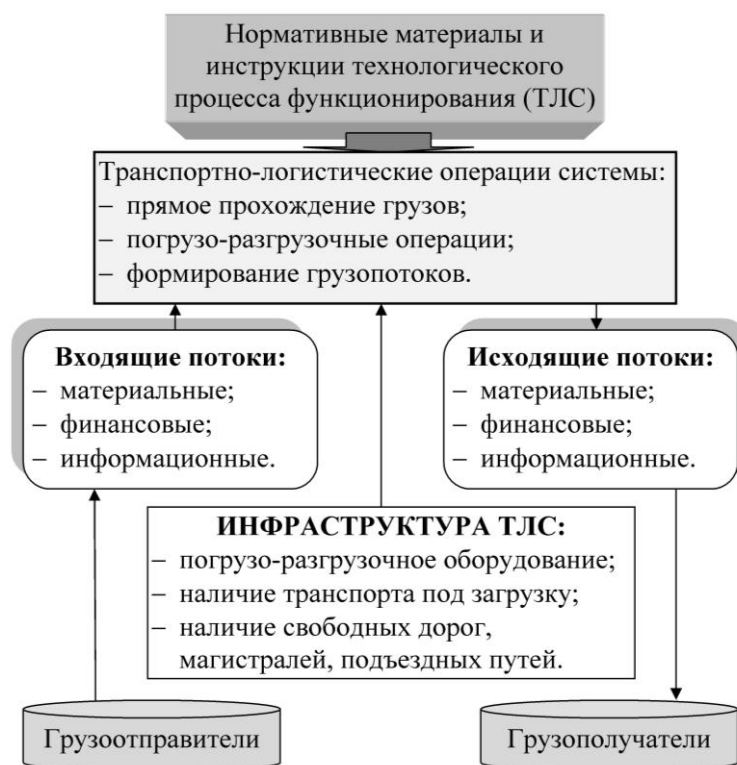 Нормативные материалы и
инструкции технологического
процесса функционирования (ТЛС)
Транспортно-логистические операции системы:
– прямое прохождение грузов;
– погрузо-разгрузочные операции;
– формирование грузопотоков.
Входящие потоки:
– материальные;
– финансовые;
– информационные.
Исходящие потоки:
– материальные;
– финансовые;
– информационные.
ИНФРАСТРУКТУРА ТЛС:
– погрузо-разгрузочное оборудование;
– наличие транспорта под загрузку;
– наличие свободных дорог,
магистралей, подъездных путей.
Грузоотправители
Грузополучатели